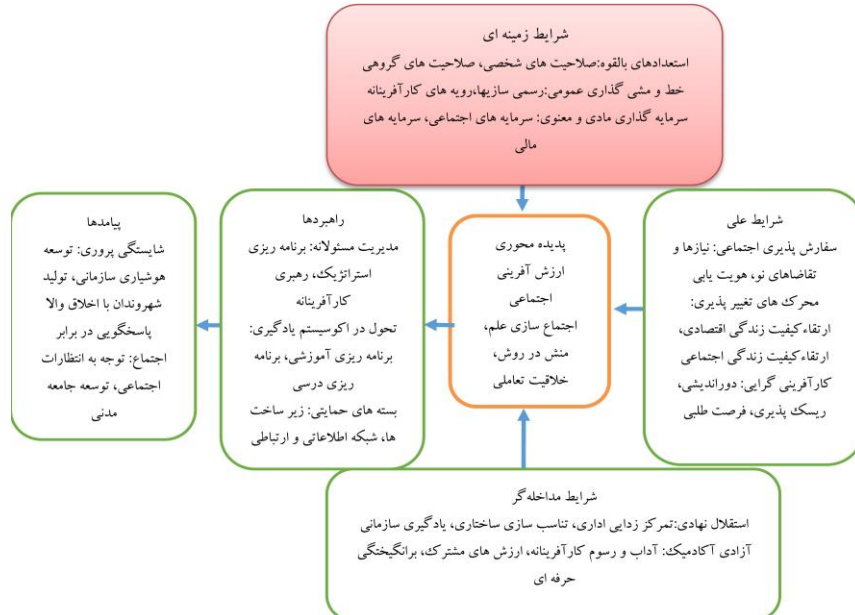 شرایط زمینه ای
استعدادهای بالقوه:صلاحیت های شخصی، صلاحیت های گروهی
خط و مشی گذاری عمومی:رسمی سازیها،رویه های کارآفرینانه
سرمایه گذاری مادی و معنوی: سرمایه های اجتماعی، سرمایه های
مالی
شرایط علی
سفارش پذیری اجتماعی: نیازها و
تقاضاهای نو، هویت یابی
محرک های تغییر پذیری:
ارتقاءکیفیت زندگی اقتصادی،
ارتقاءکیفیت زندگی اجتماعی
کارآفرینی گرایی: دوراندیشی،
ریسک پذیری، فرصت طلبی
پدیده محوری
ارزش آفرینی
اجتماعی
اجتماع سازی علم،
منش در روش،
خلاقیت تعاملی
راهبردها
مدیریت مسئولانه: برنامه ریزی
استراتژیک، رهبری
کارآفرینانه
تحول در اکوسیستم یادگیری:
برنامه ریزی آموزشی، برنامه
ریزی درسی
بسته های حمایتی: زیر ساخت
ها، شبکه اطلاعاتی و ارتباطی
پیامدها
شایستگی پروری: توسعه
هوشیاری سازمانی، تولید
شهروندان با اخلاق والا
پاسخگویی در برابر
اجتماع: توجه به انتظارات
اجتماعی، توسعه جامعه
مدنی
شرایط مداخله‌گر
استقلال نهادی:تمرکز زدایی اداری، تناسب سازی ساختاری، یادگیری سازمانی
آزادی آکادمیک: آداب و رسوم کارآفرینانه، ارزش های مشترک، برانگیختگی
حرفه ای